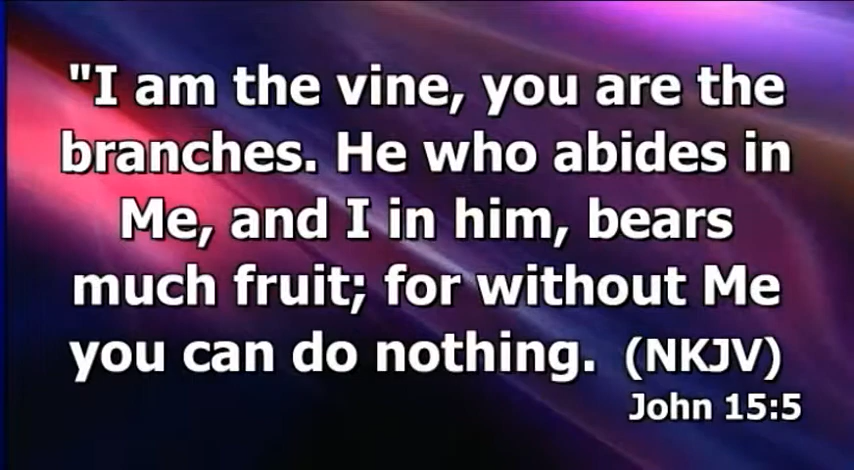 "I am the vine, you are the
branches. He who abides in
Me, and I in him, bears
much fruit; for without Me
you can do nothing. (NKJV)
John 15:5